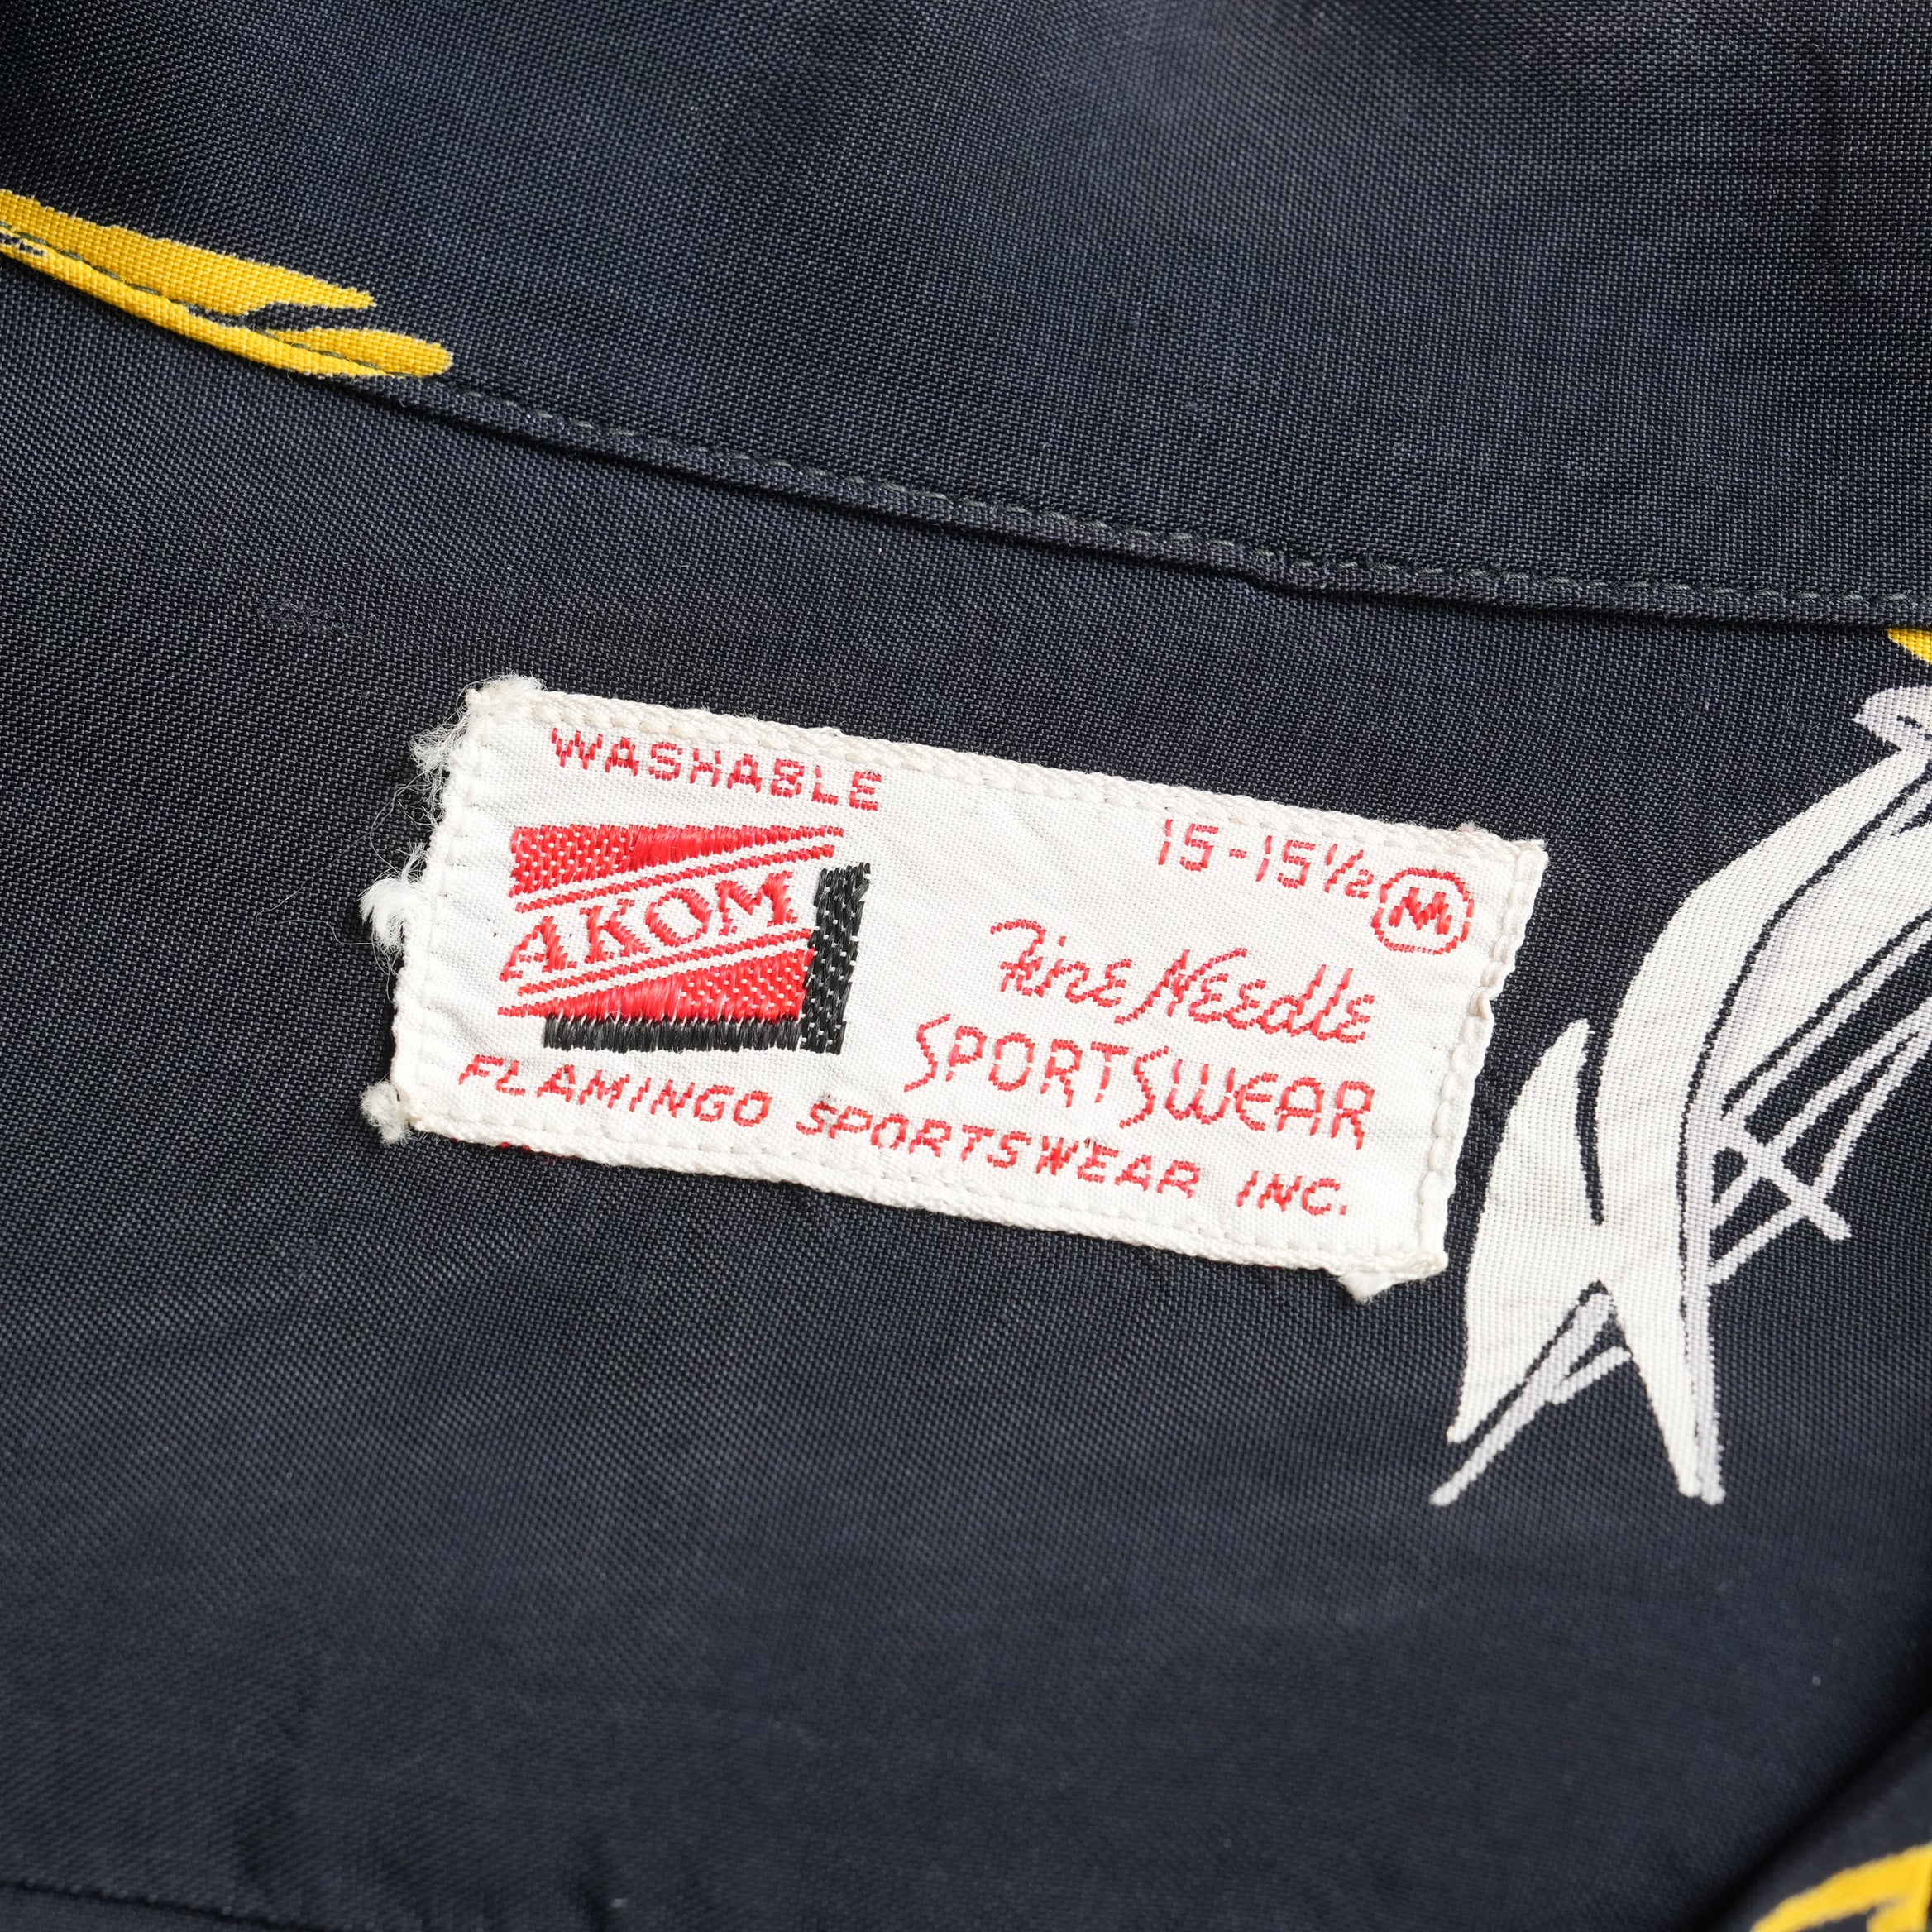 WASHABLE
15-15½ M
AKOM
Fine Needle
SPORTSWEAR
FLAMINGO SPORTSWEAR INC.